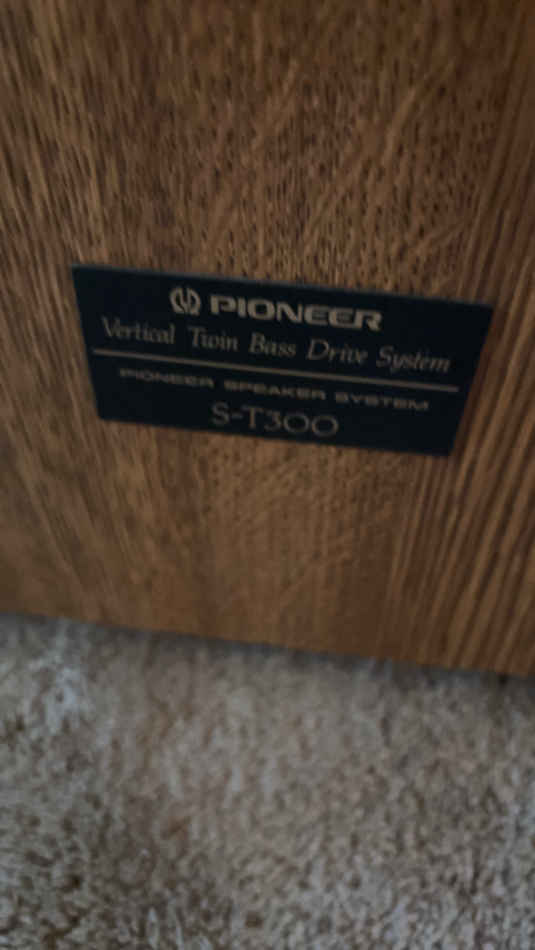 PIONEER
Vertical Twin Bass Drive System
PIONEER SPEAKER SYSTEM
S-T300